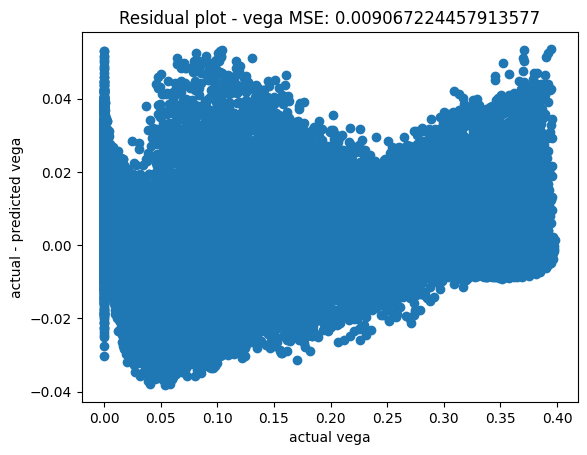 Residual plot - vega MSE: 0.009067224457913577
actual - predicted vega
0.04
0.02
0.00
−0.02
−0.04
0.00 0.05 0.10 0.15 0.20 0.25 0.30 0.35 0.40
actual vega